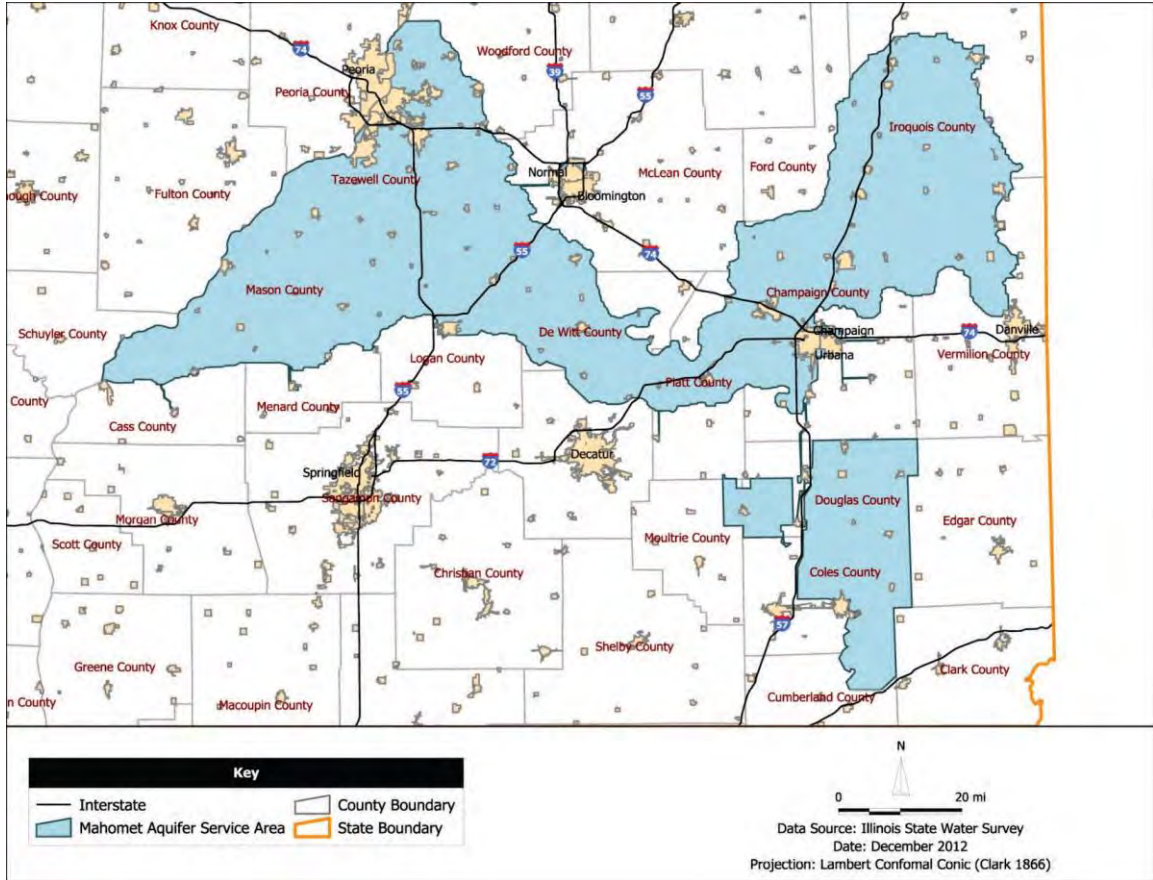 Knox County
74
Woodford County
39
Peoria
Peoria County
55
Iroquois County
Normal
McLean County
Ford County
Tazewell County
ough County
Fulton County
Bloomington
55
74
Mason County
Champaign County
Schuyler County
De Witt County
Champaign
74
Danville
Logan County
Urbana
Vermilion County
Piatt County
County
55
Menard County
Cass County
Decatur
72
Springfield
Sangamon County
Douglas County
Morgan County
Edgar County
Scott County
Moultrie County
Christian County
Coles County
57
Shelby County
Greene County
Clark County
n County
Macoupin County
Cumberland County
Key
Interstate
County Boundary
Mahomet Aquifer Service Area
State Boundary
N
0 20 mi
Data Source: Illinois State Water Survey
Date: December 2012
Projection: Lambert Confomal Conic (Clark 1866)